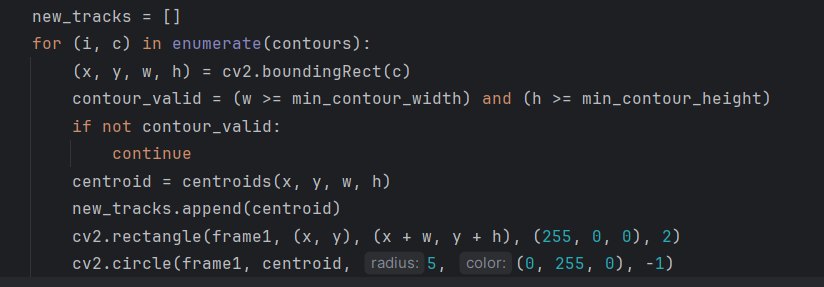 new_tracks = []
for (i, c) in enumerate(contours):
    (x, y, w, h) = cv2.boundingRect(c)
    contour_valid = (w >= min_contour_width) and (h >= min_contour_height)
    if not contour_valid:
        continue
    centroid = centroids(x, y, w, h)
    new_tracks.append(centroid)
    cv2.rectangle(frame1, (x, y), (x + w, y + h), (255, 0, 0), 2)
    cv2.circle(frame1, centroid, radius: 5, color: (0, 255, 0), -1)